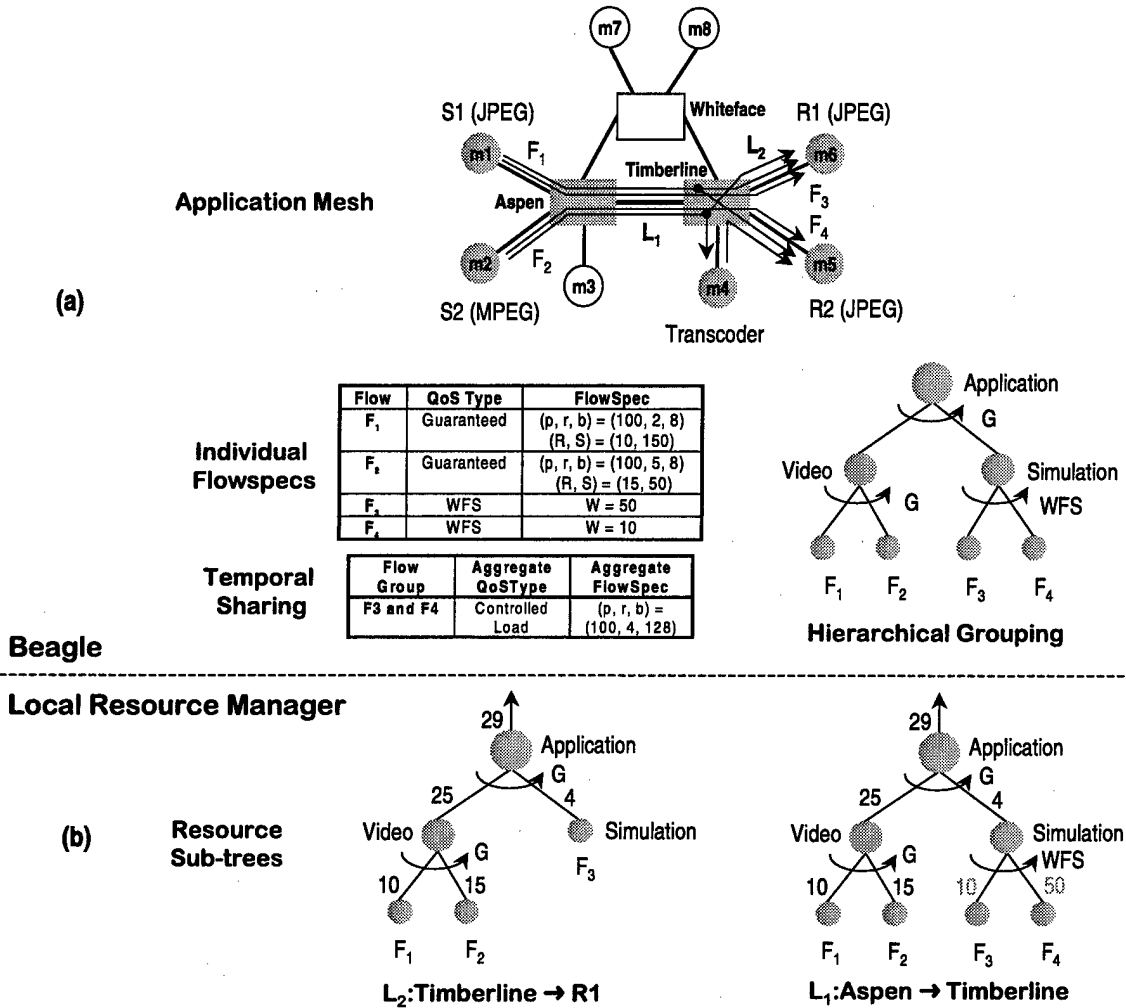 m7
m8
Whiteface
S1 (JPEG)
R1 (JPEG)
m1
F1
L2
m6
Timberline
F3
Application Mesh
Aspen
L1
F4
m2
F2
m3
m4
m5
(a)
S2 (MPEG)
R2 (JPEG)
Transcoder
Individual Flowspecs
Flow QoS Type FlowSpec
F1 Guaranteed (p, r, b) = (100, 2, 8)
(R, S) = (10, 150)
F2 Guaranteed (p, r, b) = (100, 5, 8)
(R, S) = (15, 50)
F3 WFS W = 50
F4 WFS W = 10
Temporal Sharing
Flow Group Aggregate QoSType Aggregate FlowSpec
F3 and F4 Controlled Load (p, r, b) = (100, 4, 128)
Application
G
Video
Simulation
G
WFS
F1 F2 F3 F4
Hierarchical Grouping
Beagle
Local Resource Manager
(b)
Resource Sub-trees
29
Application
G
25 4
Video Simulation
G
F3
10 15
F1 F2
L2:Timberline → R1
29
Application
G
25 4
Video Simulation
G WFS
10 15 10 50
F1 F2 F3 F4
L1:Aspen → Timberline